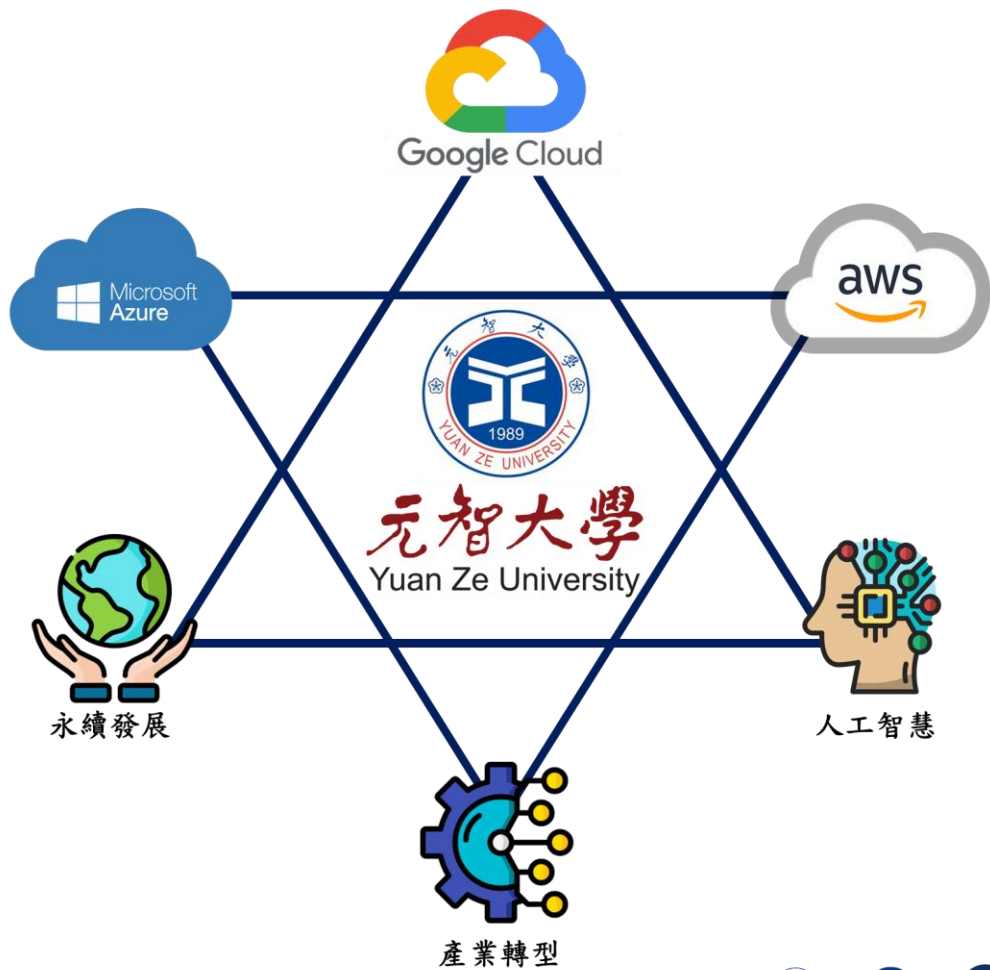 Google Cloud
Microsoft
Azure
aws
元智大學
1989
YUAN ZE UNIVERSITY
元智大學
Yuan Ze University
永續發展
人工智慧
產業轉型